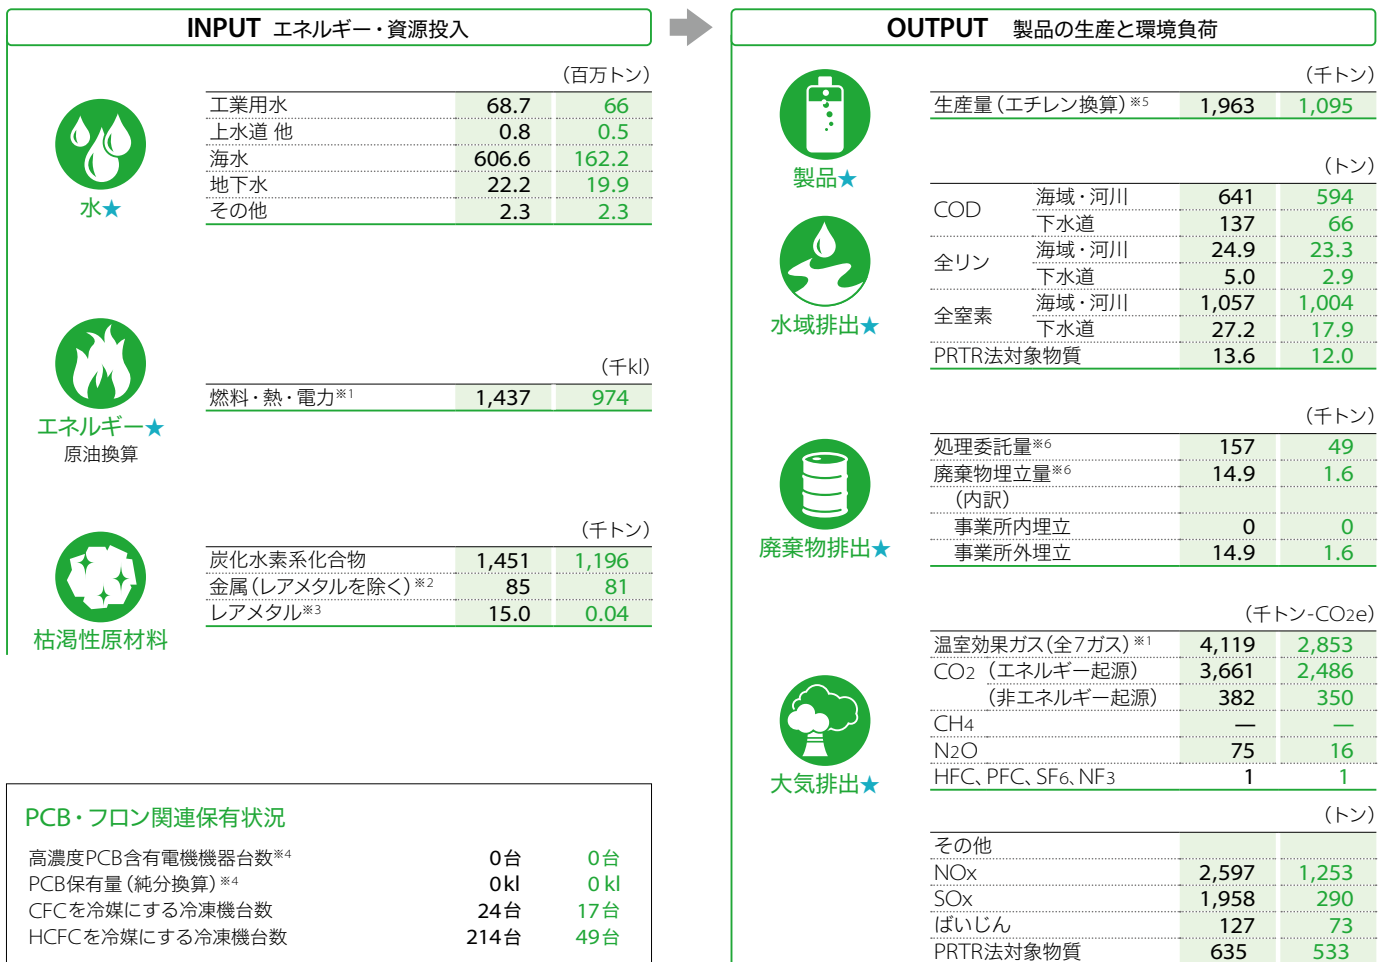 INPUT エネルギー・資源投入
（百万トン）
工業用水 68.7 66
上水道 他 0.8 0.5
海水 606.6 162.2
地下水 22.2 19.9
その他 2.3 2.3
水★
（千kl）
燃料・熱・電力※1 1,437 974
エネルギー★
原油換算
（千トン）
炭化水素系化合物 1,451 1,196
金属（レアメタルを除く）※2 85 81
レアメタル※3 15.0 0.04
枯渇性原材料
PCB・フロン関連保有状況
高濃度PCB含有電機機器台数※4 0台 0台
PCB保有量（純分換算）※4 0kl 0kl
CFCを冷媒にする冷凍機台数 24台 17台
HCFCを冷媒にする冷凍機台数 214台 49台
OUTPUT 製品の生産と環境負荷
（千トン）
生産量（エチレン換算）※5 1,963 1,095
製品★
（トン）
COD 海域・河川 641 594
下水道 137 66
全リン 海域・河川 24.9 23.3
下水道 5.0 2.9
全窒素 海域・河川 1,057 1,004
下水道 27.2 17.9
PRTR法対象物質 13.6 12.0
水域排出★
（千トン）
処理委託量※6 157 49
廃棄物埋立量※6 14.9 1.6
（内訳）
事業所内埋立 0 0
事業所外埋立 14.9 1.6
廃棄物排出★
（千トン-CO2e）
温室効果ガス（全7ガス）※1 4,119 2,853
CO2（エネルギー起源） 3,661 2,486
（非エネルギー起源） 382 350
CH4 — —
N2O 75 16
HFC、PFC、SF6、NF3 1 1
大気排出★
（トン）
その他
NOx 2,597 1,253
SOx 1,958 290
ばいじん 127 73
PRTR法対象物質 635 533